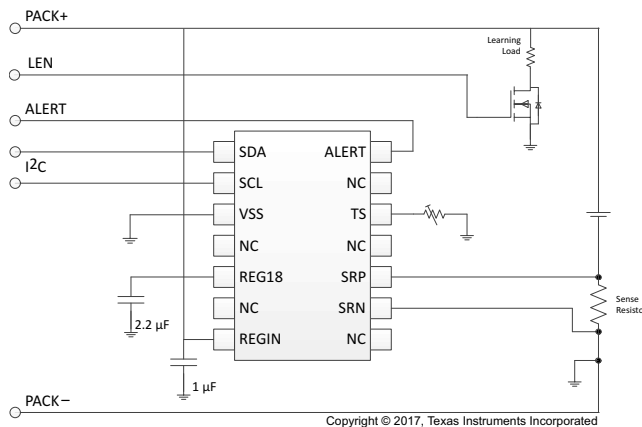 PACK+
Learning
Load
LEN
ALERT
I²C
SDA
ALERT
SCL
NC
VSS
TS
NC
NC
REG18
SRP
NC
SRN
REGIN
NC
2.2 µF
1 µF
Sense
PACK−
Copyright © 2017, Texas Instruments Incorporated